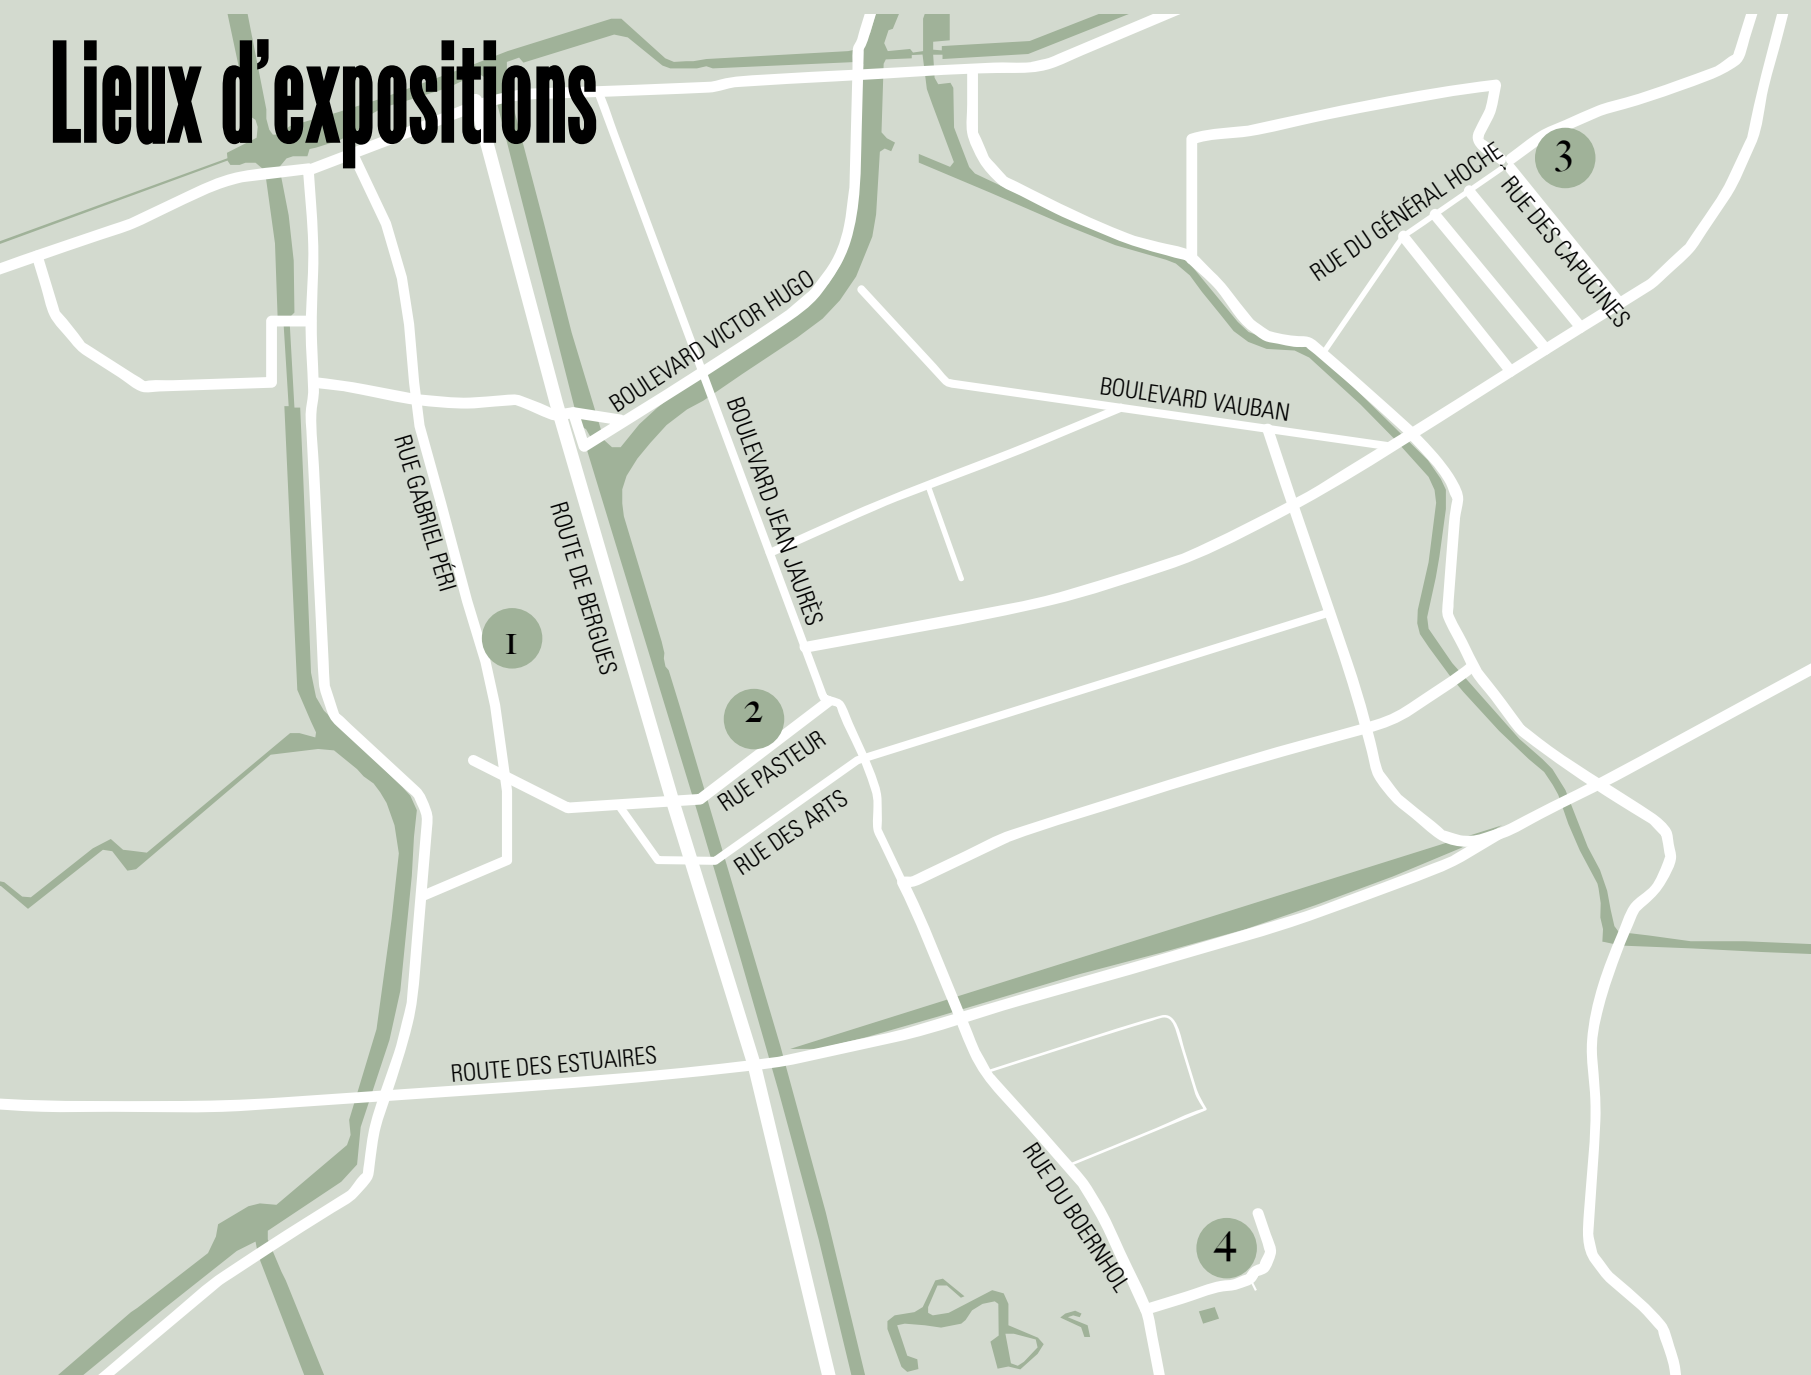 Lieux d'expositions
3
RUE DU GÉNÉRAL HOCHE
RUE DES CAPUCINES
BOULEVARD VICTOR HUGO
BOULEVARD VAUBAN
BOULEVARD JEAN JAURÈS
RUE GABRIEL PÉRI
ROUTE DE BERGUES
1
2
RUE PASTEUR
RUE DES ARTS
ROUTE DES ESTUAIRES
RUE DU BOERNHOL
4